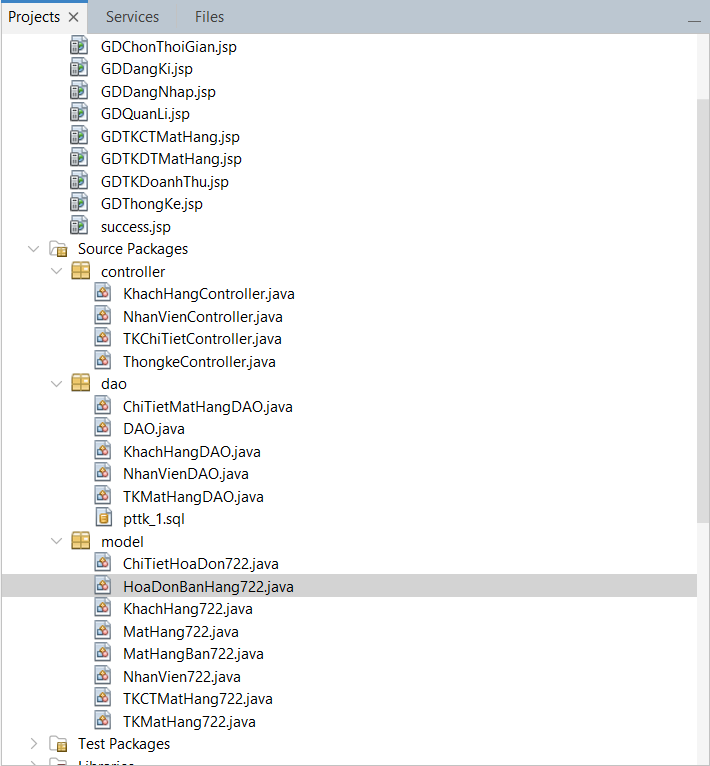 Projects Services Files
GDChonThoiGian.jsp
GDDangKi.jsp
GDDangNhap.jsp
GDQuanLi.jsp
GDTKCTMatHang.jsp
GDTKDTMatHang.jsp
GDTKDoanhThu.jsp
GDThongKe.jsp
success.jsp
Source Packages
controller
KhachHangController.java
NhanVienController.java
TKChiTietController.java
ThongkeController.java
dao
ChiTietMatHangDAO.java
DAO.java
KhachHangDAO.java
NhanVienDAO.java
TKMatHangDAO.java
pttk_1.sql
model
ChiTietHoaDon722.java
HoaDonBanHang722.java
KhachHang722.java
MatHang722.java
MatHangBan722.java
NhanVien722.java
TKCTMatHang722.java
TKMatHang722.java
Test Packages
Libraries